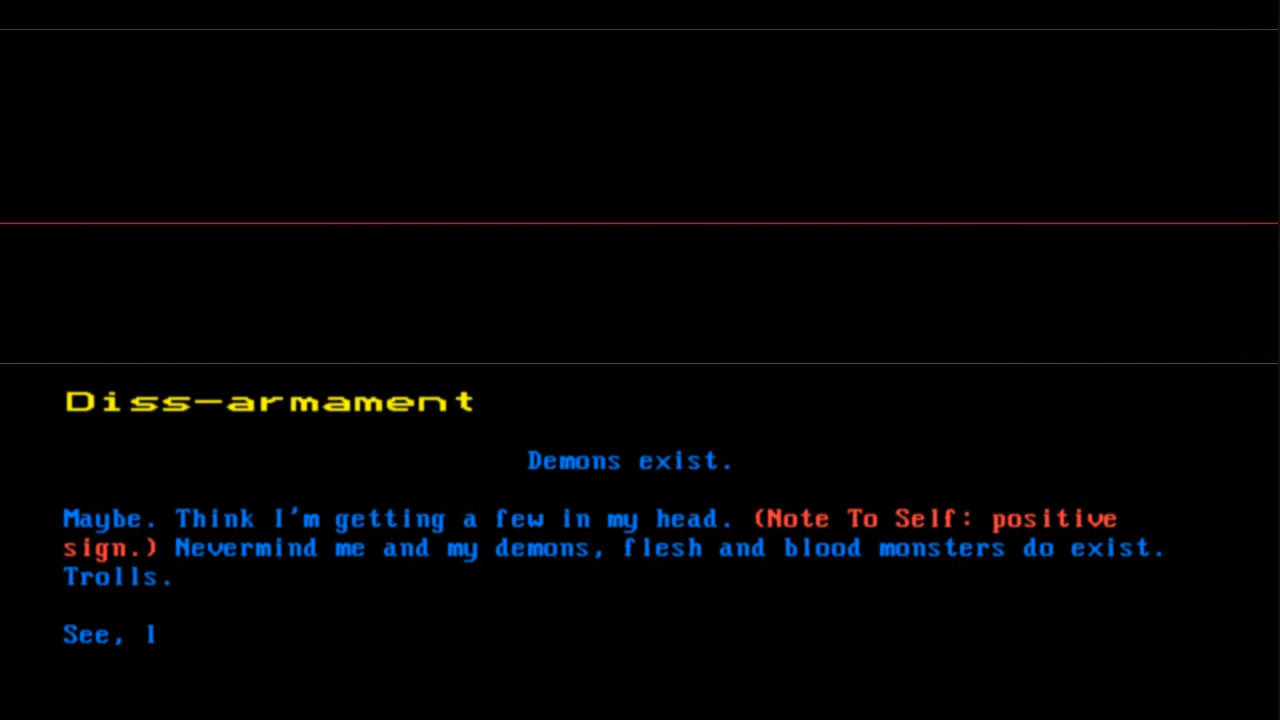 Diss-armament
Demons exist.
Maybe. Think I'm getting a few in my head. (Note To Self: positive
sign.) Nevermind me and my demons, flesh and blood monsters do exist.
Trolls.
See, I